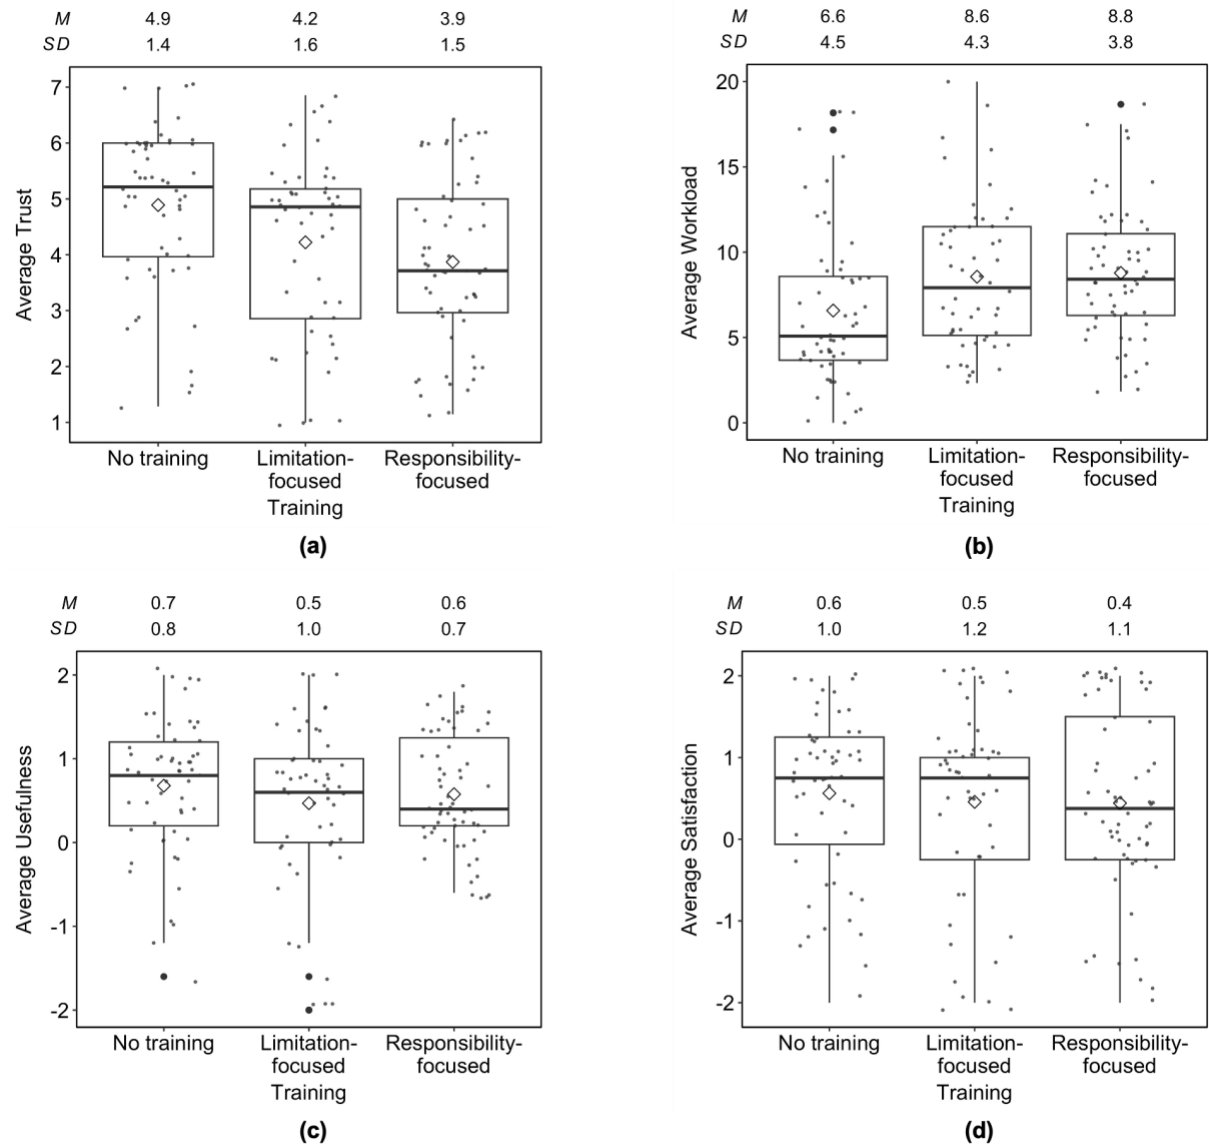 M 4.9 4.2 3.9
SD 1.4 1.6 1.5
Average Trust
7
6
5
4
3
2
1
No training Limitation- Responsibility-
focused focused
Training
(a)
M 6.6 8.6 8.8
SD 4.5 4.3 3.8
Average Workload
20
15
10
5
0
No training Limitation- Responsibility-
focused focused
Training
(b)
M 0.7 0.5 0.6
SD 0.8 1.0 0.7
Average Usefulness
2
1
0
-1
-2
No training Limitation- Responsibility-
focused focused
Training
(c)
M 0.6 0.5 0.4
SD 1.0 1.2 1.1
Average Satisfaction
2
1
0
-1
-2
No training Limitation- Responsibility-
focused focused
Training
(d)